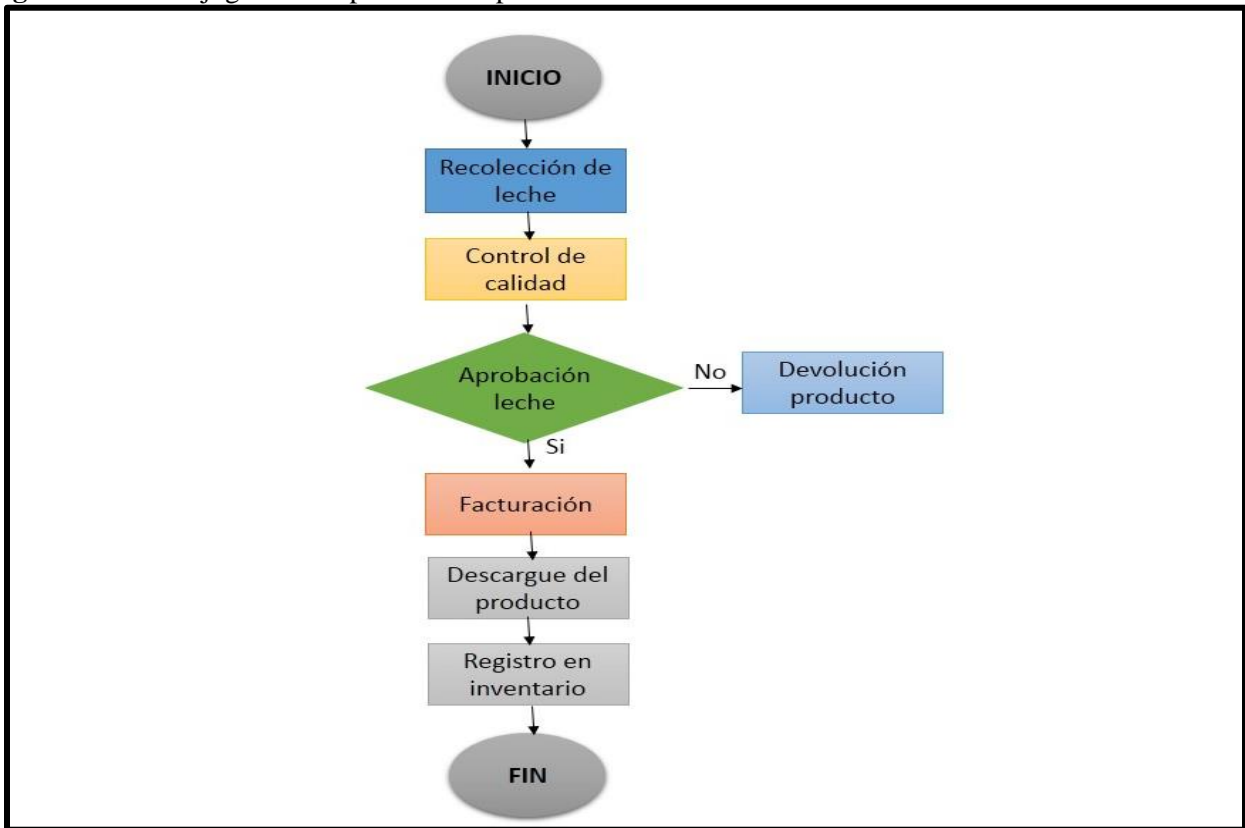 INICIO
Recolección de
leche
Control de
calidad
Aprobación
leche
No
Devolución
producto
Si
Facturación
Descargue del
producto
Registro en
inventario
FIN